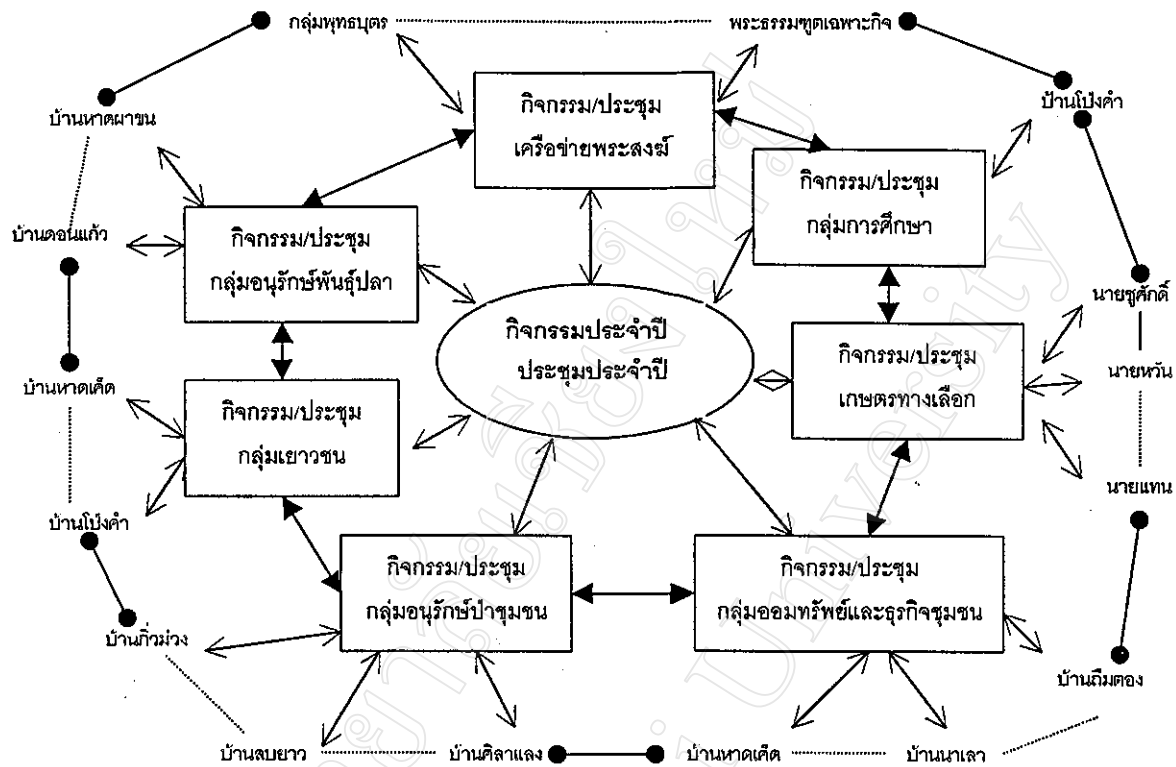 กลุ่มพุทธบุตร
พระธรรมฑูตเฉพาะกิจ
บ้านหาดผาขน
กิจกรรม/ประชุม
เครือข่ายพระสงฆ์
บ้านโป่งคำ
กิจกรรม/ประชุม
กลุ่มการศึกษา
บ้านดอนแก้ว
กิจกรรม/ประชุม
กลุ่มอนุรักษ์พันธุ์ปลา
นายชูศักดิ์
กิจกรรมประจำปี
ประชุมประจำปี
กิจกรรม/ประชุม
เกษตรทางเลือก
นายหวัน
บ้านหาดเค็ด
กิจกรรม/ประชุม
กลุ่มเยาวชน
นายแทน
บ้านโป่งคำ
กิจกรรม/ประชุม
กลุ่มอนุรักษ์ป่าชุมชน
กิจกรรม/ประชุม
กลุ่มออมทรัพย์และธุรกิจชุมชน
บ้านกิ่วม่วง
บ้านถืมตอง
บ้านสบยาว
บ้านศิลาแลง
บ้านหาดเค็ด
บ้านนาเลา
University